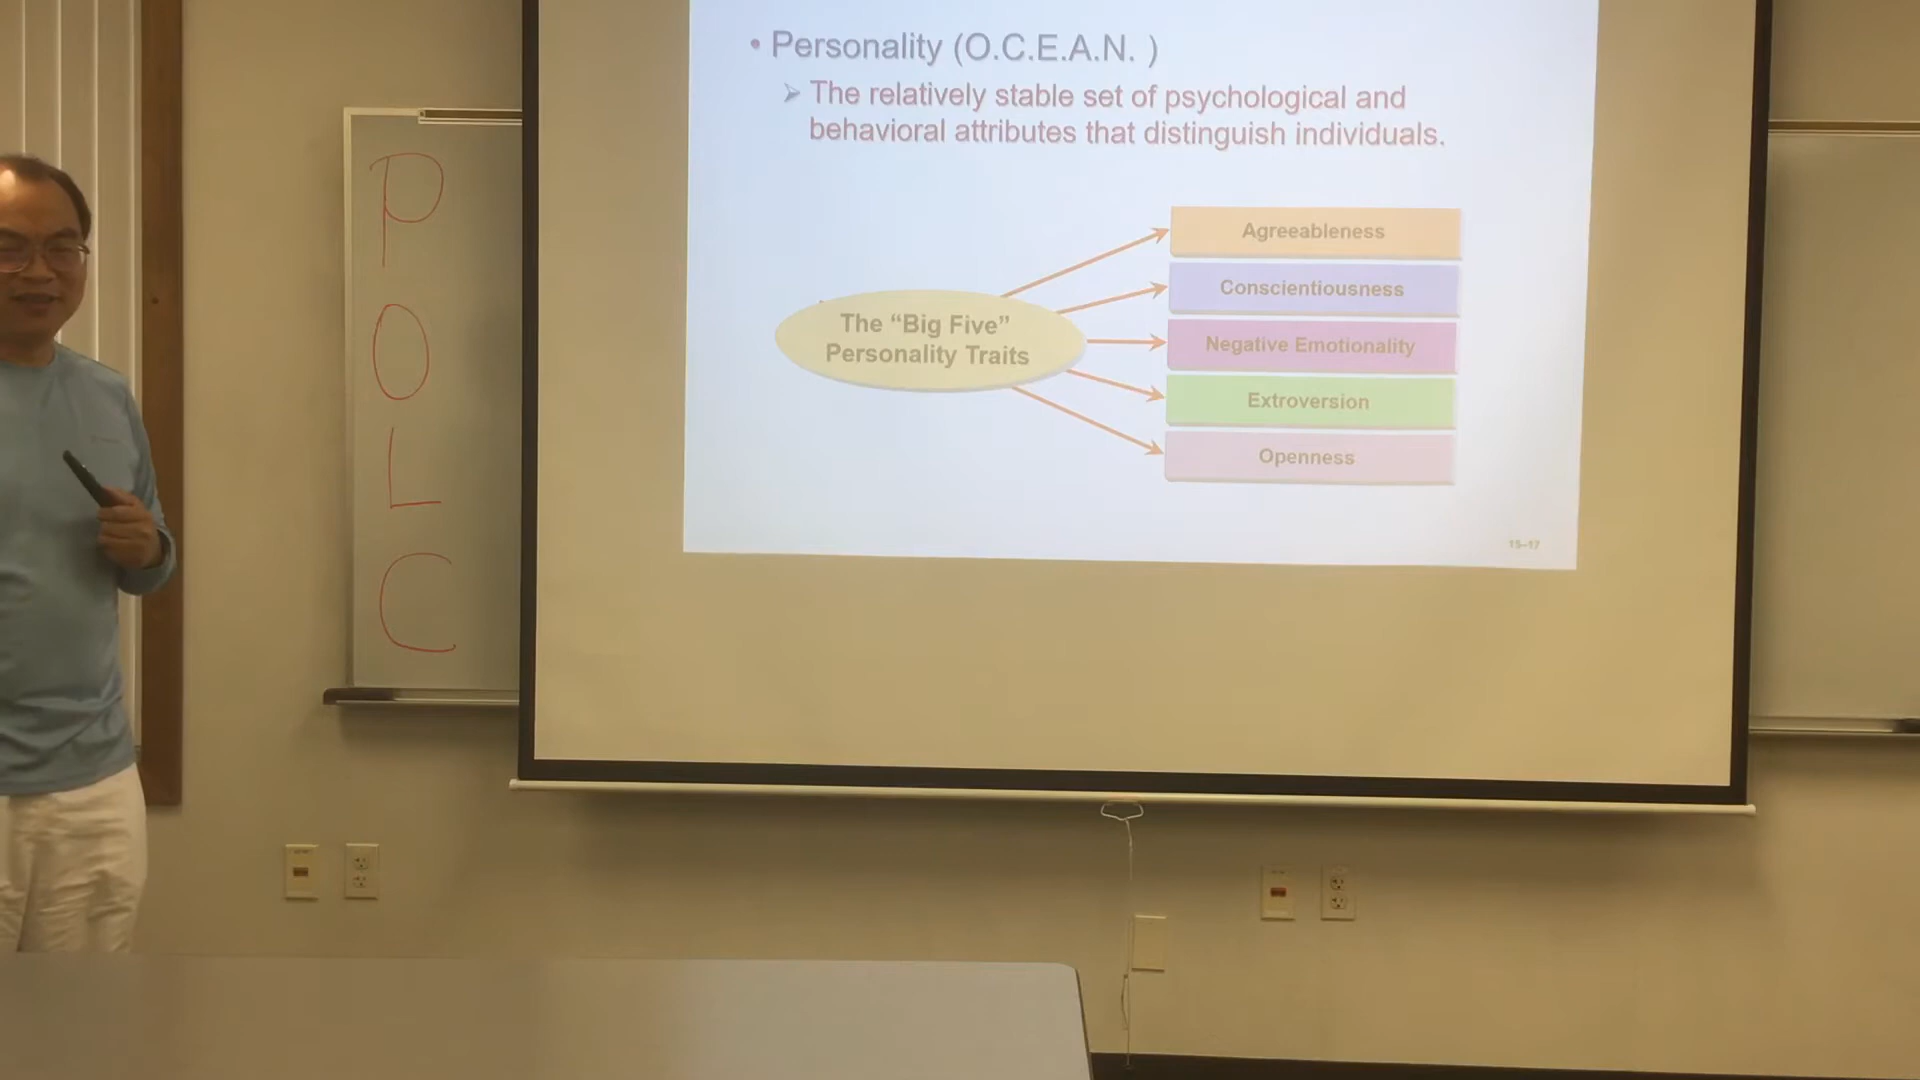 • Personality (O.C.E.A.N. )
➢ The relatively stable set of psychological and
behavioral attributes that distinguish individuals.
The “Big Five”
Personality Traits
Agreeableness
Conscientiousness
Negative Emotionality
Extroversion
Openness
15–17
P
O
L
C